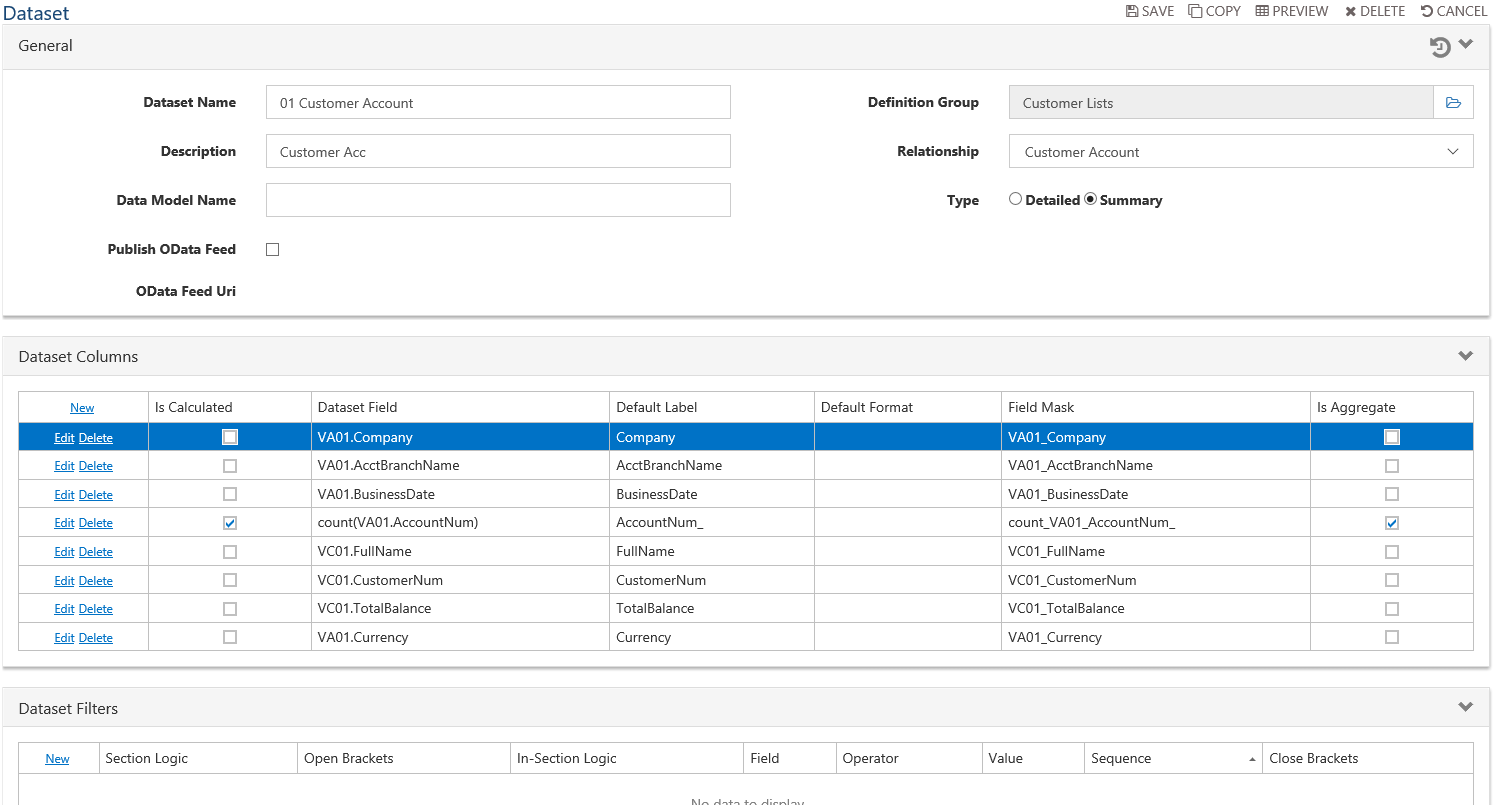 Dataset
SAVE COPY PREVIEW DELETE CANCEL
General
Dataset Name 01 Customer Account Definition Group Customer Lists
Description Customer Acc Relationship Customer Account
Data Model Name Type Detailed Summary
Publish OData Feed
OData Feed Uri
Dataset Columns
New Is Calculated Dataset Field Default Label Default Format Field Mask Is Aggregate
Edit Delete VA01.Company Company VA01_Company
Edit Delete VA01.AcctBranchName AcctBranchName VA01_AcctBranchName
Edit Delete VA01.BusinessDate BusinessDate VA01_BusinessDate
Edit Delete count(VA01.AccountNum) AccountNum_ count_VA01_AccountNum_
Edit Delete VC01.FullName FullName VC01_FullName
Edit Delete VC01.CustomerNum CustomerNum VC01_CustomerNum
Edit Delete VC01.TotalBalance TotalBalance VC01_TotalBalance
Edit Delete VA01.Currency Currency VA01_Currency
Dataset Filters
New Section Logic Open Brackets In-Section Logic Field Operator Value Sequence Close Brackets
No data to display